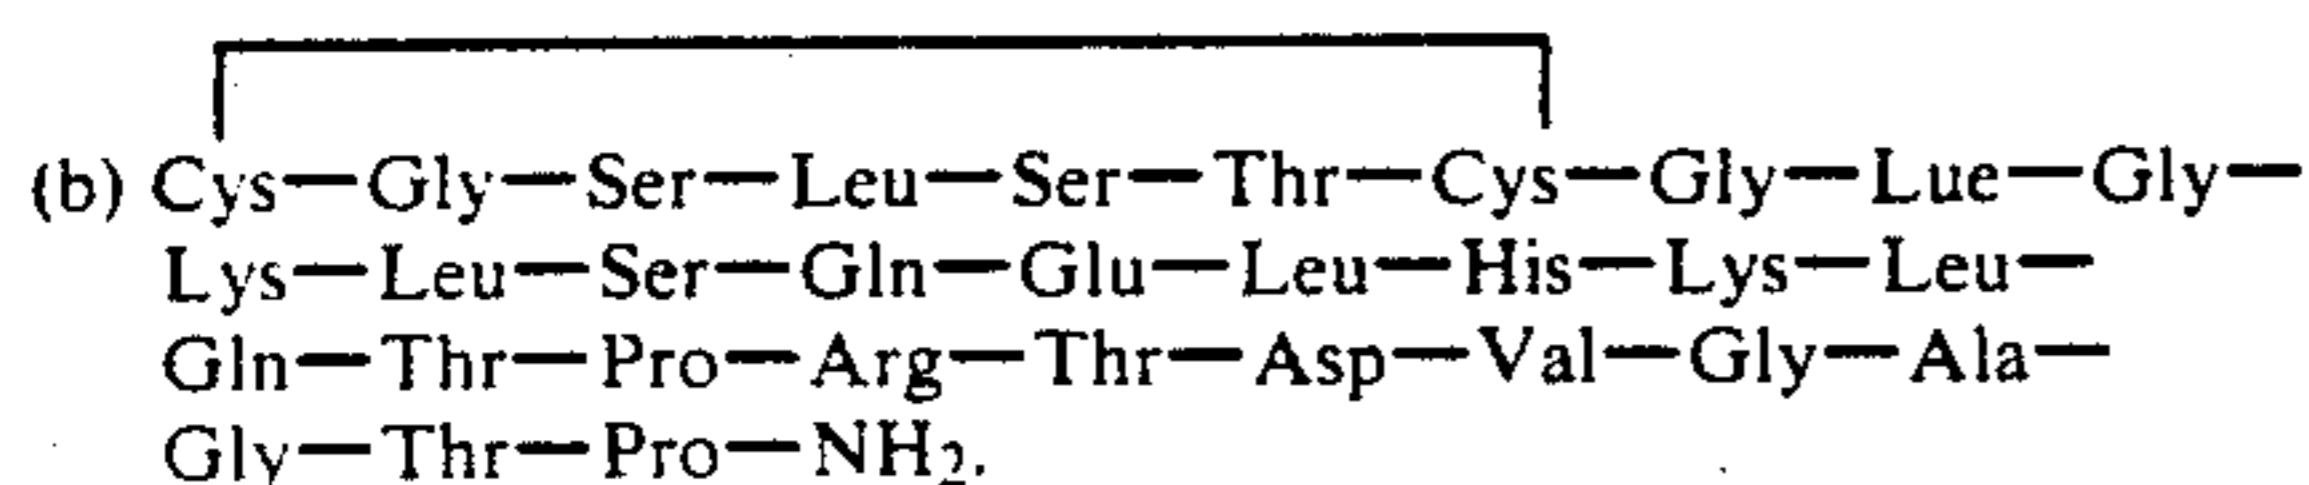 (b) Cys—Gly—Ser—Leu—Ser—Thr—Cys—Gly—Lue—Gly—
Lys—Leu—Ser—Gln—Glu—Leu—His—Lys—Leu—
Gln—Thr—Pro—Arg—Thr—Asp—Val—Gly—Ala—
Gly—Thr—Pro—NH₂.